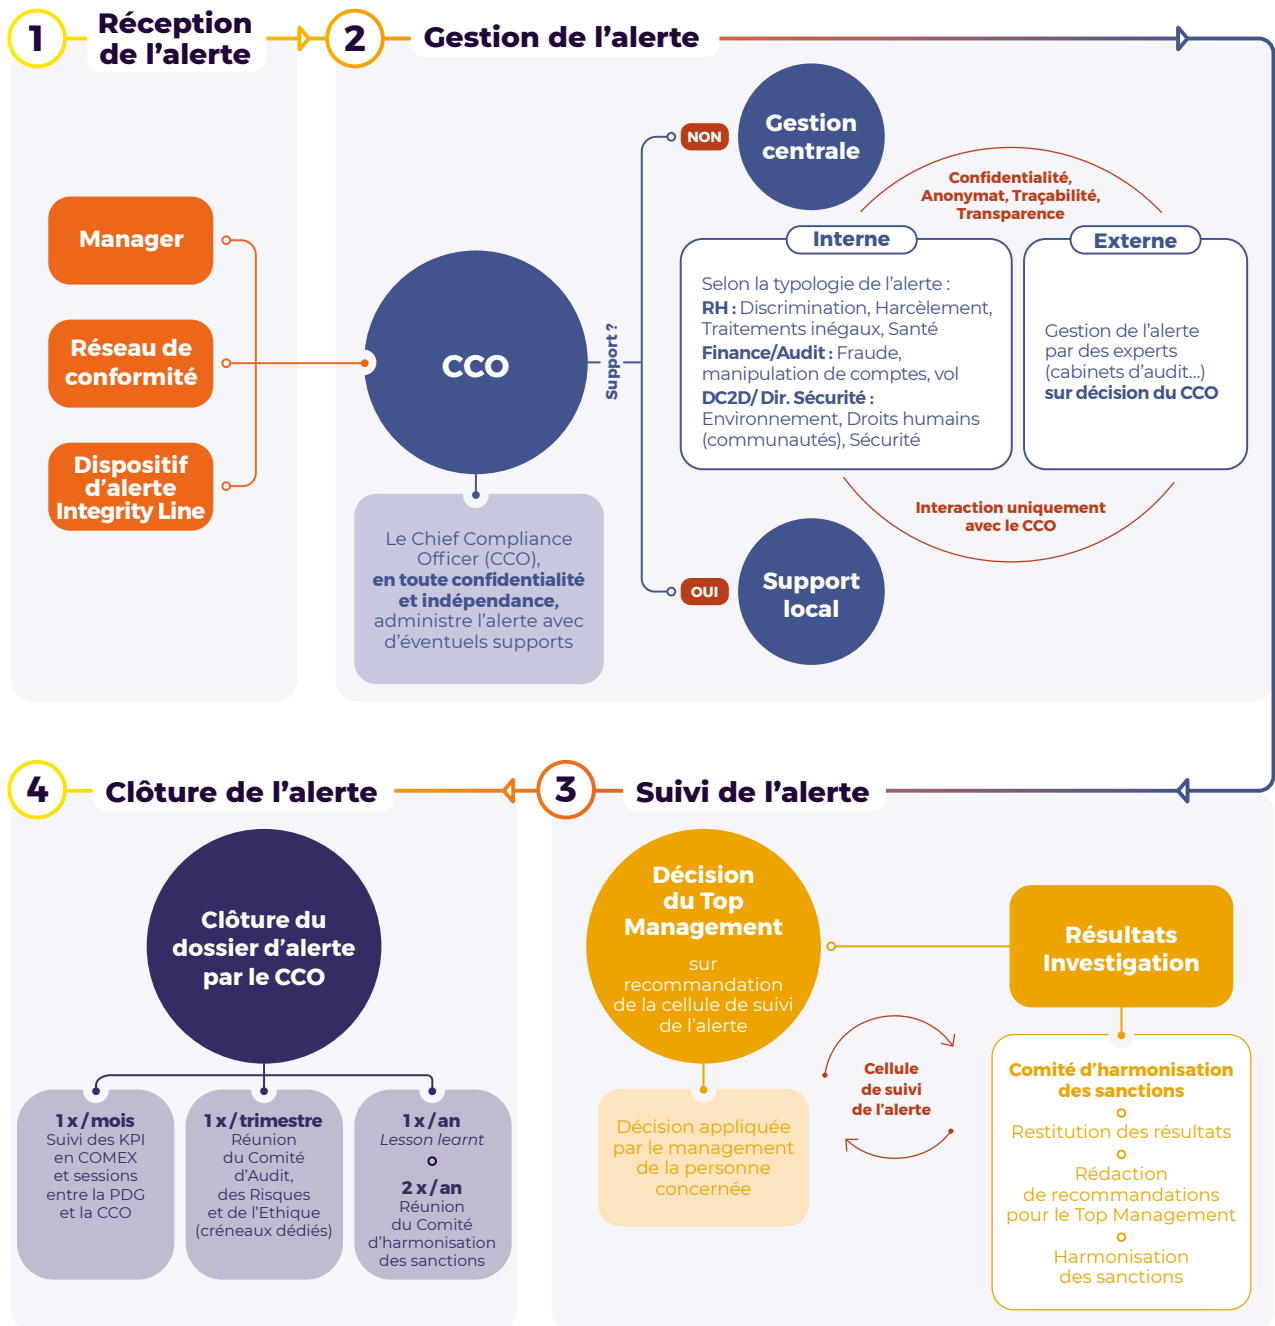 1
Réception
de l’alerte
2
Gestion de l’alerte
Manager
Réseau de
conformité
Dispositif
d’alerte
Integrity Line
CCO
Le Chief Compliance
Officer (CCO),
en toute confidentialité
et indépendance,
administre l’alerte avec
d’éventuels supports
Support ?
NON
Gestion
centrale
Confidentialité,
Anonymat, Traçabilité,
Transparence
Interne
Selon la typologie de l’alerte :
RH : Discrimination, Harcèlement,
Traitements inégaux, Santé
Finance/Audit : Fraude,
manipulation de comptes, vol
DC2D/ Dir. Sécurité :
Environnement, Droits humains
(communautés), Sécurité
Externe
Gestion de l’alerte
par des experts
(cabinets d’audit...)
sur décision du CCO
Interaction uniquement
avec le CCO
OUI
Support
local
4
Clôture de l’alerte
3
Suivi de l’alerte
Clôture du
dossier d’alerte
par le CCO
1 x / mois
Suivi des KPI
en COMEX
et sessions
entre la PDG
et la CCO
1 x / trimestre
Réunion
du Comité
d’Audit,
des Risques
et de l’Ethique
(créneaux dédiés)
1 x / an
Lesson learnt
2 x / an
Réunion
du Comité
d’harmonisation
des sanctions
Décision
du Top
Management
sur
recommandation
de la cellule de suivi
de l’alerte
Décision appliquée
par le management
de la personne
concernée
Cellule
de suivi
de l’alerte
Résultats
Investigation
Comité d’harmonisation
des sanctions
Restitution des résultats
Rédaction
de recommandations
pour le Top Management
Harmonisation
des sanctions